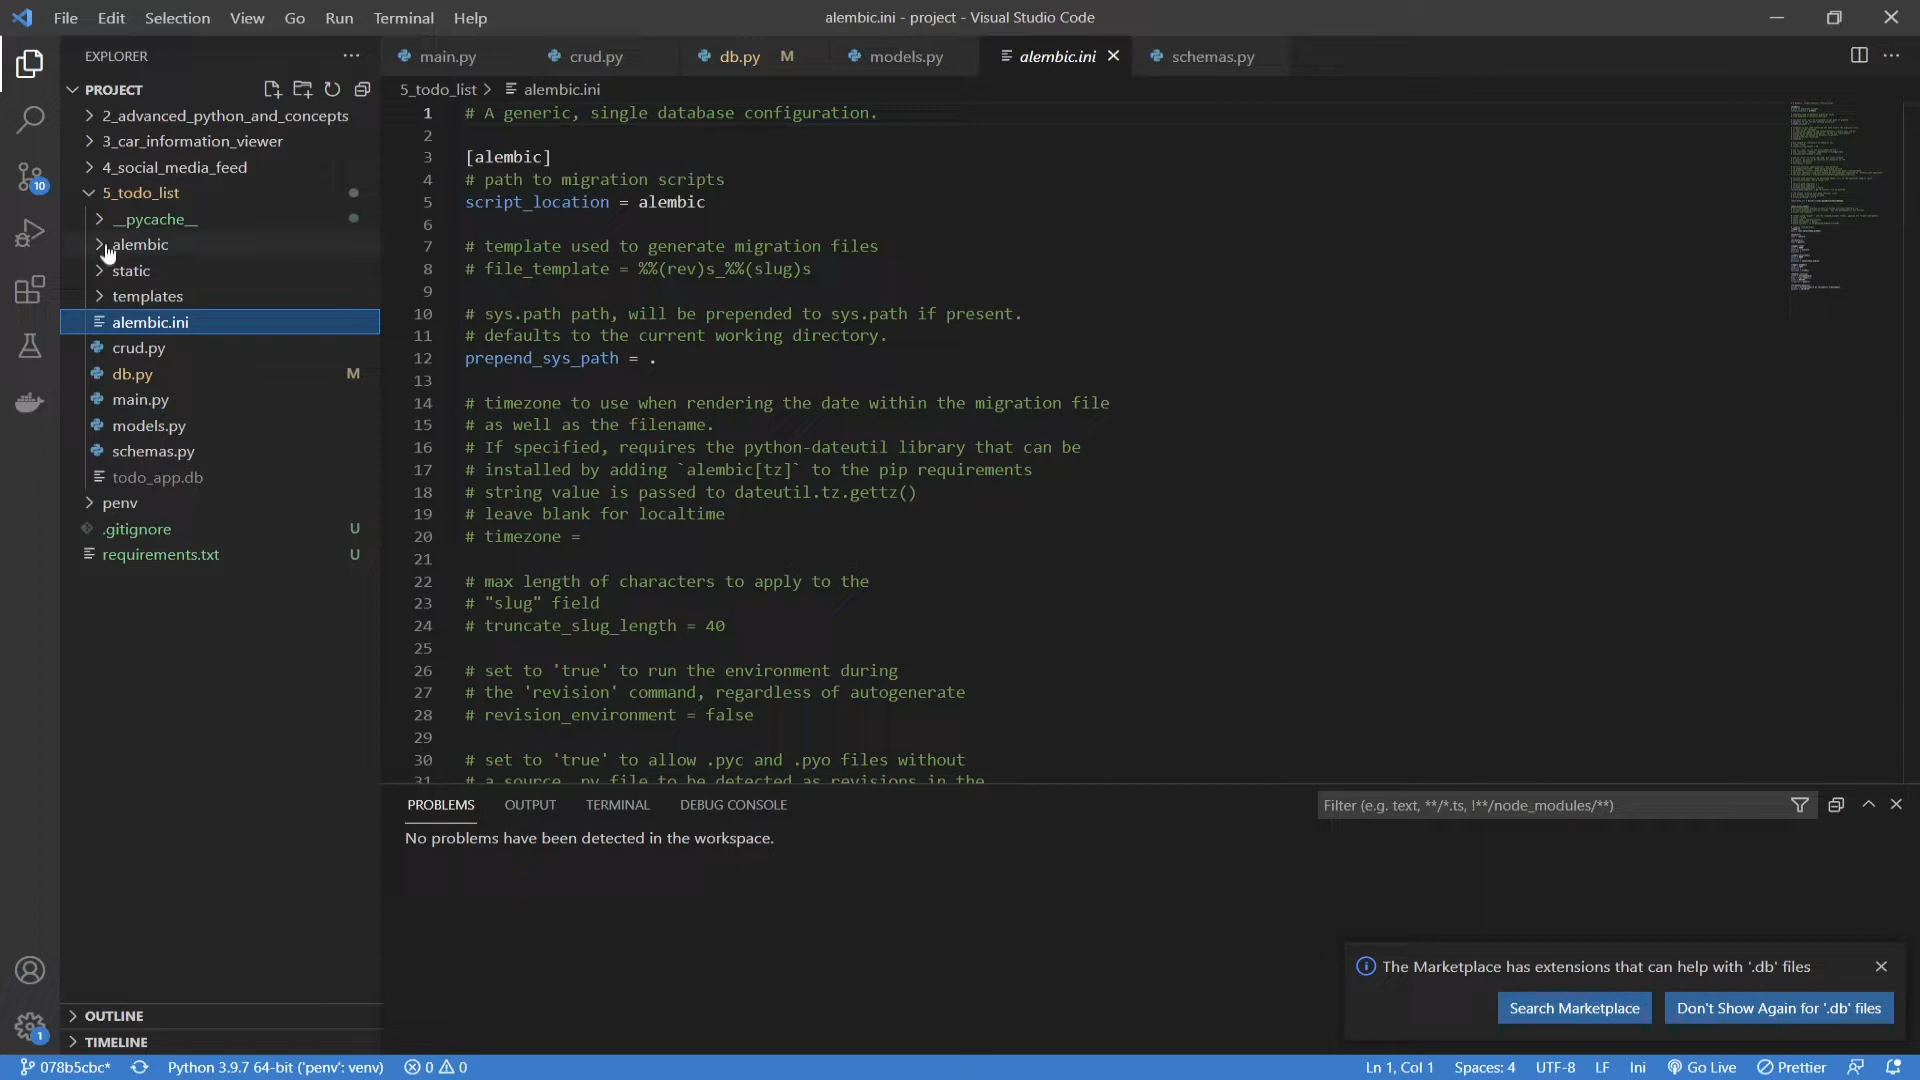 File Edit Selection View Go Run Terminal Help
alembic.ini - project - Visual Studio Code
EXPLORER
PROJECT
2_advanced_python_and_concepts
3_car_information_viewer
4_social_media_feed
5_todo_list
__pycache__
alembic
static
templates
alembic.ini
crud.py
db.py M
main.py
models.py
schemas.py
todo_app.db
penv
.gitignore U
requirements.txt U
OUTLINE
TIMELINE
10
1
main.py crud.py db.py M models.py alembic.ini schemas.py
5_todo_list > alembic.ini
1 # A generic, single database configuration.
2
3 [alembic]
4 # path to migration scripts
5 script_location = alembic
6
7 # template used to generate migration files
8 # file_template = %%(rev)s_%%(slug)s
9
10 # sys.path path, will be prepended to sys.path if present.
11 # defaults to the current working directory.
12 prepend_sys_path = .
13
14 # timezone to use when rendering the date within the migration file
15 # as well as the filename.
16 # If specified, requires the python-dateutil library that can be
17 # installed by adding `alembic[tz]` to the pip requirements
18 # string value is passed to dateutil.tz.gettz()
19 # leave blank for localtime
20 # timezone =
21
22 # max length of characters to apply to the
23 # "slug" field
24 # truncate_slug_length = 40
25
26 # set to 'true' to run the environment during
27 # the 'revision' command, regardless of autogenerate
28 # revision_environment = false
29
30 # set to 'true' to allow .pyc and .pyo files without
31 # a source .py file to be detected as revisions in the
PROBLEMS OUTPUT TERMINAL DEBUG CONSOLE
Filter (e.g. text, **/*.ts, !**/node_modules/**)
No problems have been detected in the workspace.
The Marketplace has extensions that can help with '.db' files
Search Marketplace
Don't Show Again for '.db' files
078b5cbc* Python 3.9.7 64-bit ('penv': venv) 0 0
Ln 1, Col 1 Spaces: 4 UTF-8 LF Ini Go Live Prettier